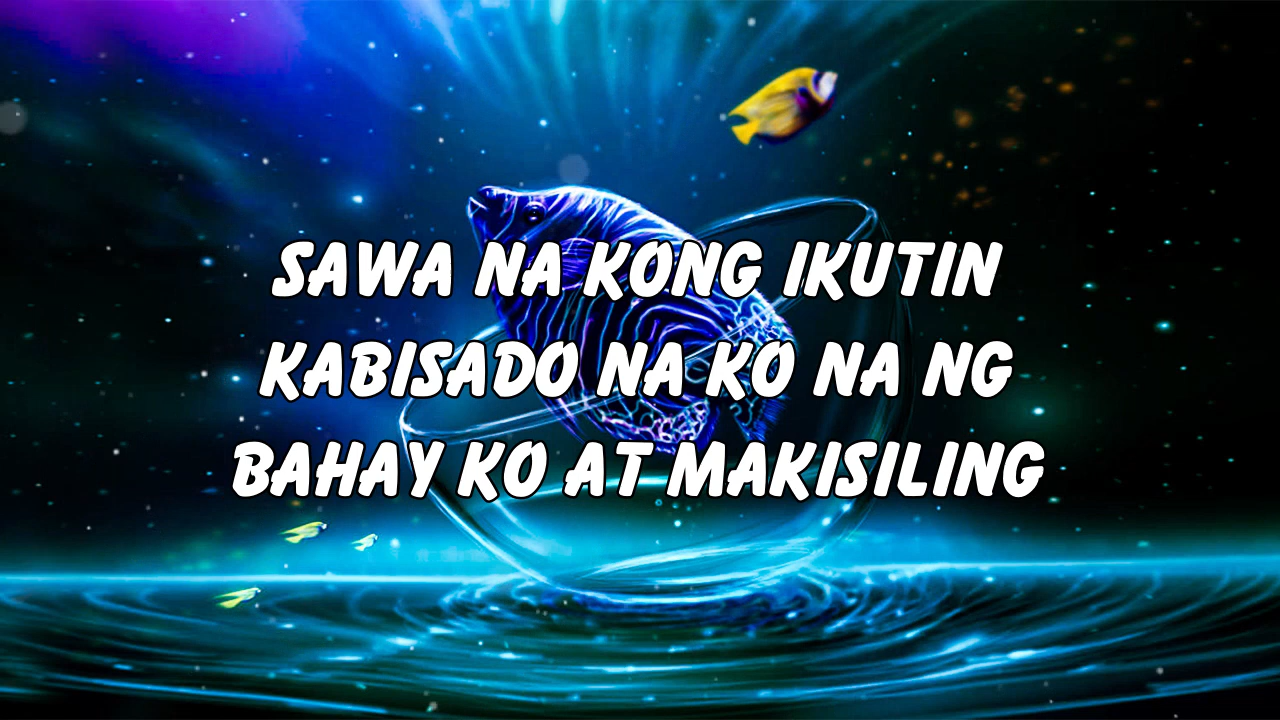 SAWA NA KONG IKUTIN
KABISADO NA KO NA NG
BAHAY KO AT MAKISILING